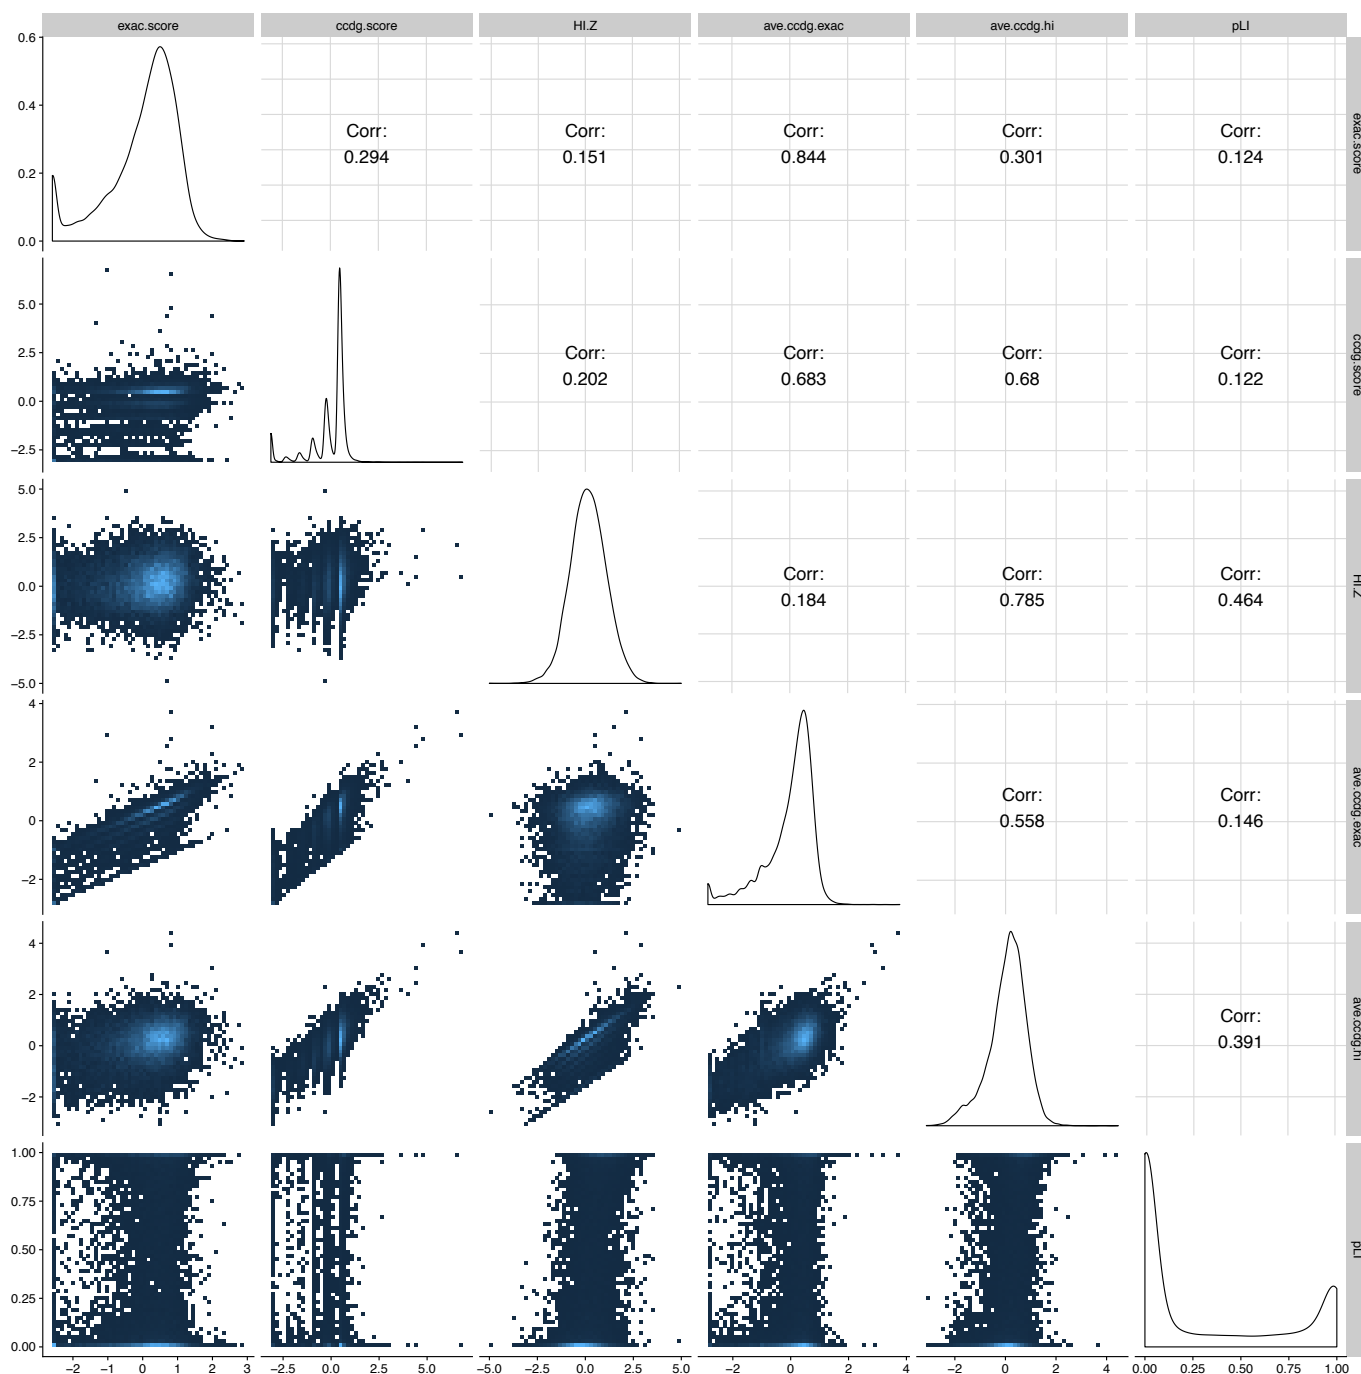 exac.score ccdg.score HI.Z ave.ccdg.exac ave.ccdg.hi pLI
0.6
0.4
0.2
0.0
Corr:
0.294
Corr:
0.151
Corr:
0.844
Corr:
0.301
Corr:
0.124
exac.score
5.0
2.5
0.0
−2.5
Corr:
0.202
Corr:
0.683
Corr:
0.68
Corr:
0.122
ccdg.score
5.0
2.5
0.0
−2.5
−5.0
Corr:
0.184
Corr:
0.785
Corr:
0.464
HI.Z
4
2
0
−2
Corr:
0.558
Corr:
0.146
ave.ccdg.exac
4
2
0
−2
Corr:
0.391
ave.ccdg.hi
1.00
0.75
0.50
0.25
0.00
pLI
−2 −1 0 1 2 3
−2.5 0.0 2.5 5.0
−5.0 −2.5 0.0 2.5 5.0
−2 0 2 4
−2 0 2 4
0.00 0.25 0.50 0.75 1.00